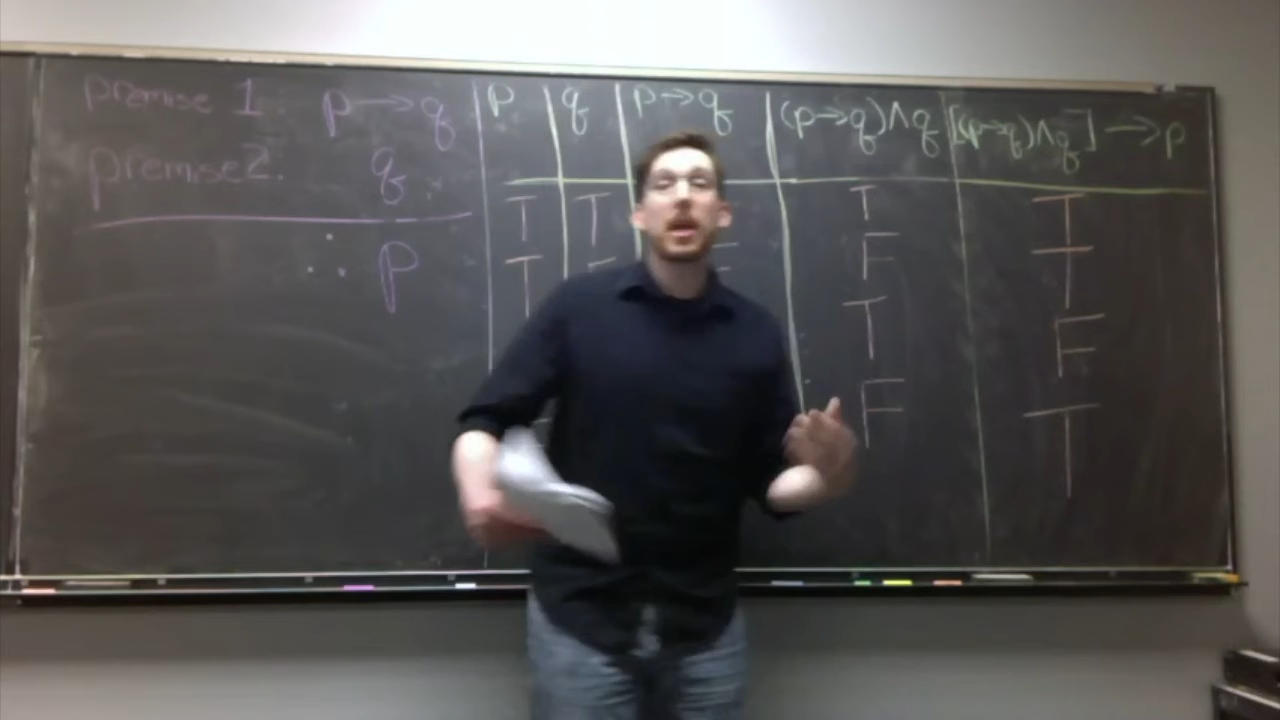 premise 1: p → q
premise 2. q
∴ p
p q p→q (p→q)∧q [(p→q)∧q] → p
T T T T
T F F T
T F
F T